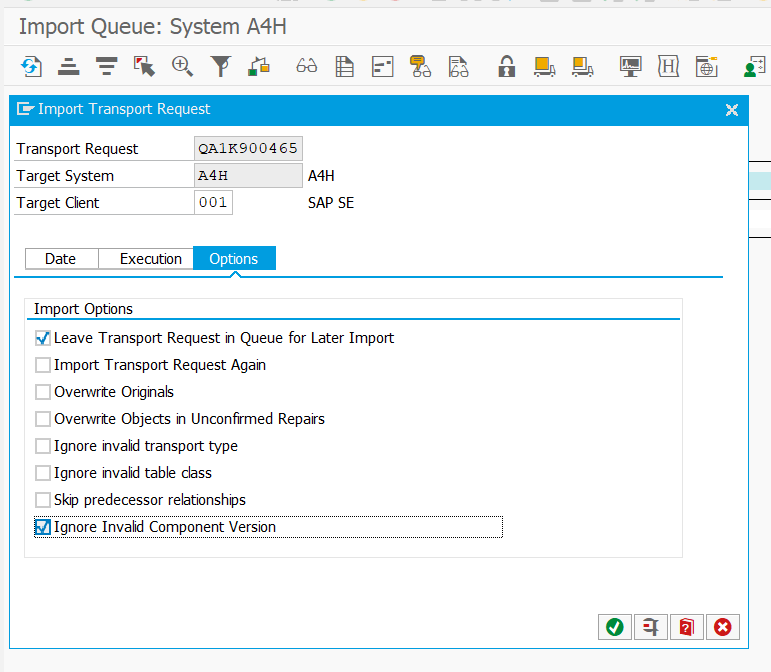 Import Queue: System A4H
Import Transport Request
Transport Request QA1K900465
Target System A4H A4H
Target Client 001 SAP SE
Date Execution Options
Import Options
Leave Transport Request in Queue for Later Import
Import Transport Request Again
Overwrite Originals
Overwrite Objects in Unconfirmed Repairs
Ignore invalid transport type
Ignore invalid table class
Skip predecessor relationships
Ignore Invalid Component Version